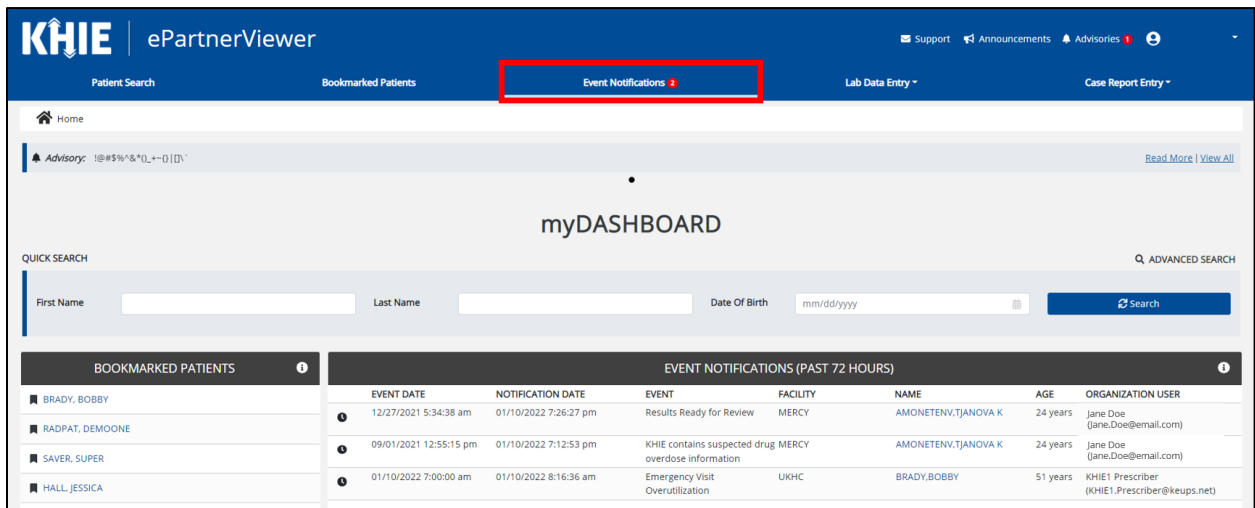 KHIE ePartnerViewer Support Announcements Advisories 1
Patient Search Bookmarked Patients Event Notifications 2 Lab Data Entry Case Report Entry
Home
Advisory: !@#$%^&*()_+~{}|[]\` Read More | View All
myDASHBOARD
QUICK SEARCH ADVANCED SEARCH
First Name Last Name Date Of Birth mm/dd/yyyy Search
BOOKMARKED PATIENTS
BRADY, BOBBY
RADPAT, DEMOONE
SAVER, SUPER
HALL, JESSICA
EVENT NOTIFICATIONS (PAST 72 HOURS)
EVENT DATE NOTIFICATION DATE EVENT FACILITY NAME AGE ORGANIZATION USER
12/27/2021 5:34:38 am 01/10/2022 7:26:27 pm Results Ready for Review MERCY AMONETENV,TJANOVA K 24 years Jane Doe
(Jane.Doe@email.com)
09/01/2021 12:55:15 pm 01/10/2022 7:12:53 pm KHIE contains suspected drug MERCY AMONETENV,TJANOVA K 24 years Jane Doe
overdose information (Jane.Doe@email.com)
01/10/2022 7:00:00 am 01/10/2022 8:16:36 am Emergency Visit UKHC BRADY,BOBBY 51 years KHIE1 Prescriber
Overutilization (KHIE1.Prescriber@keups.net)